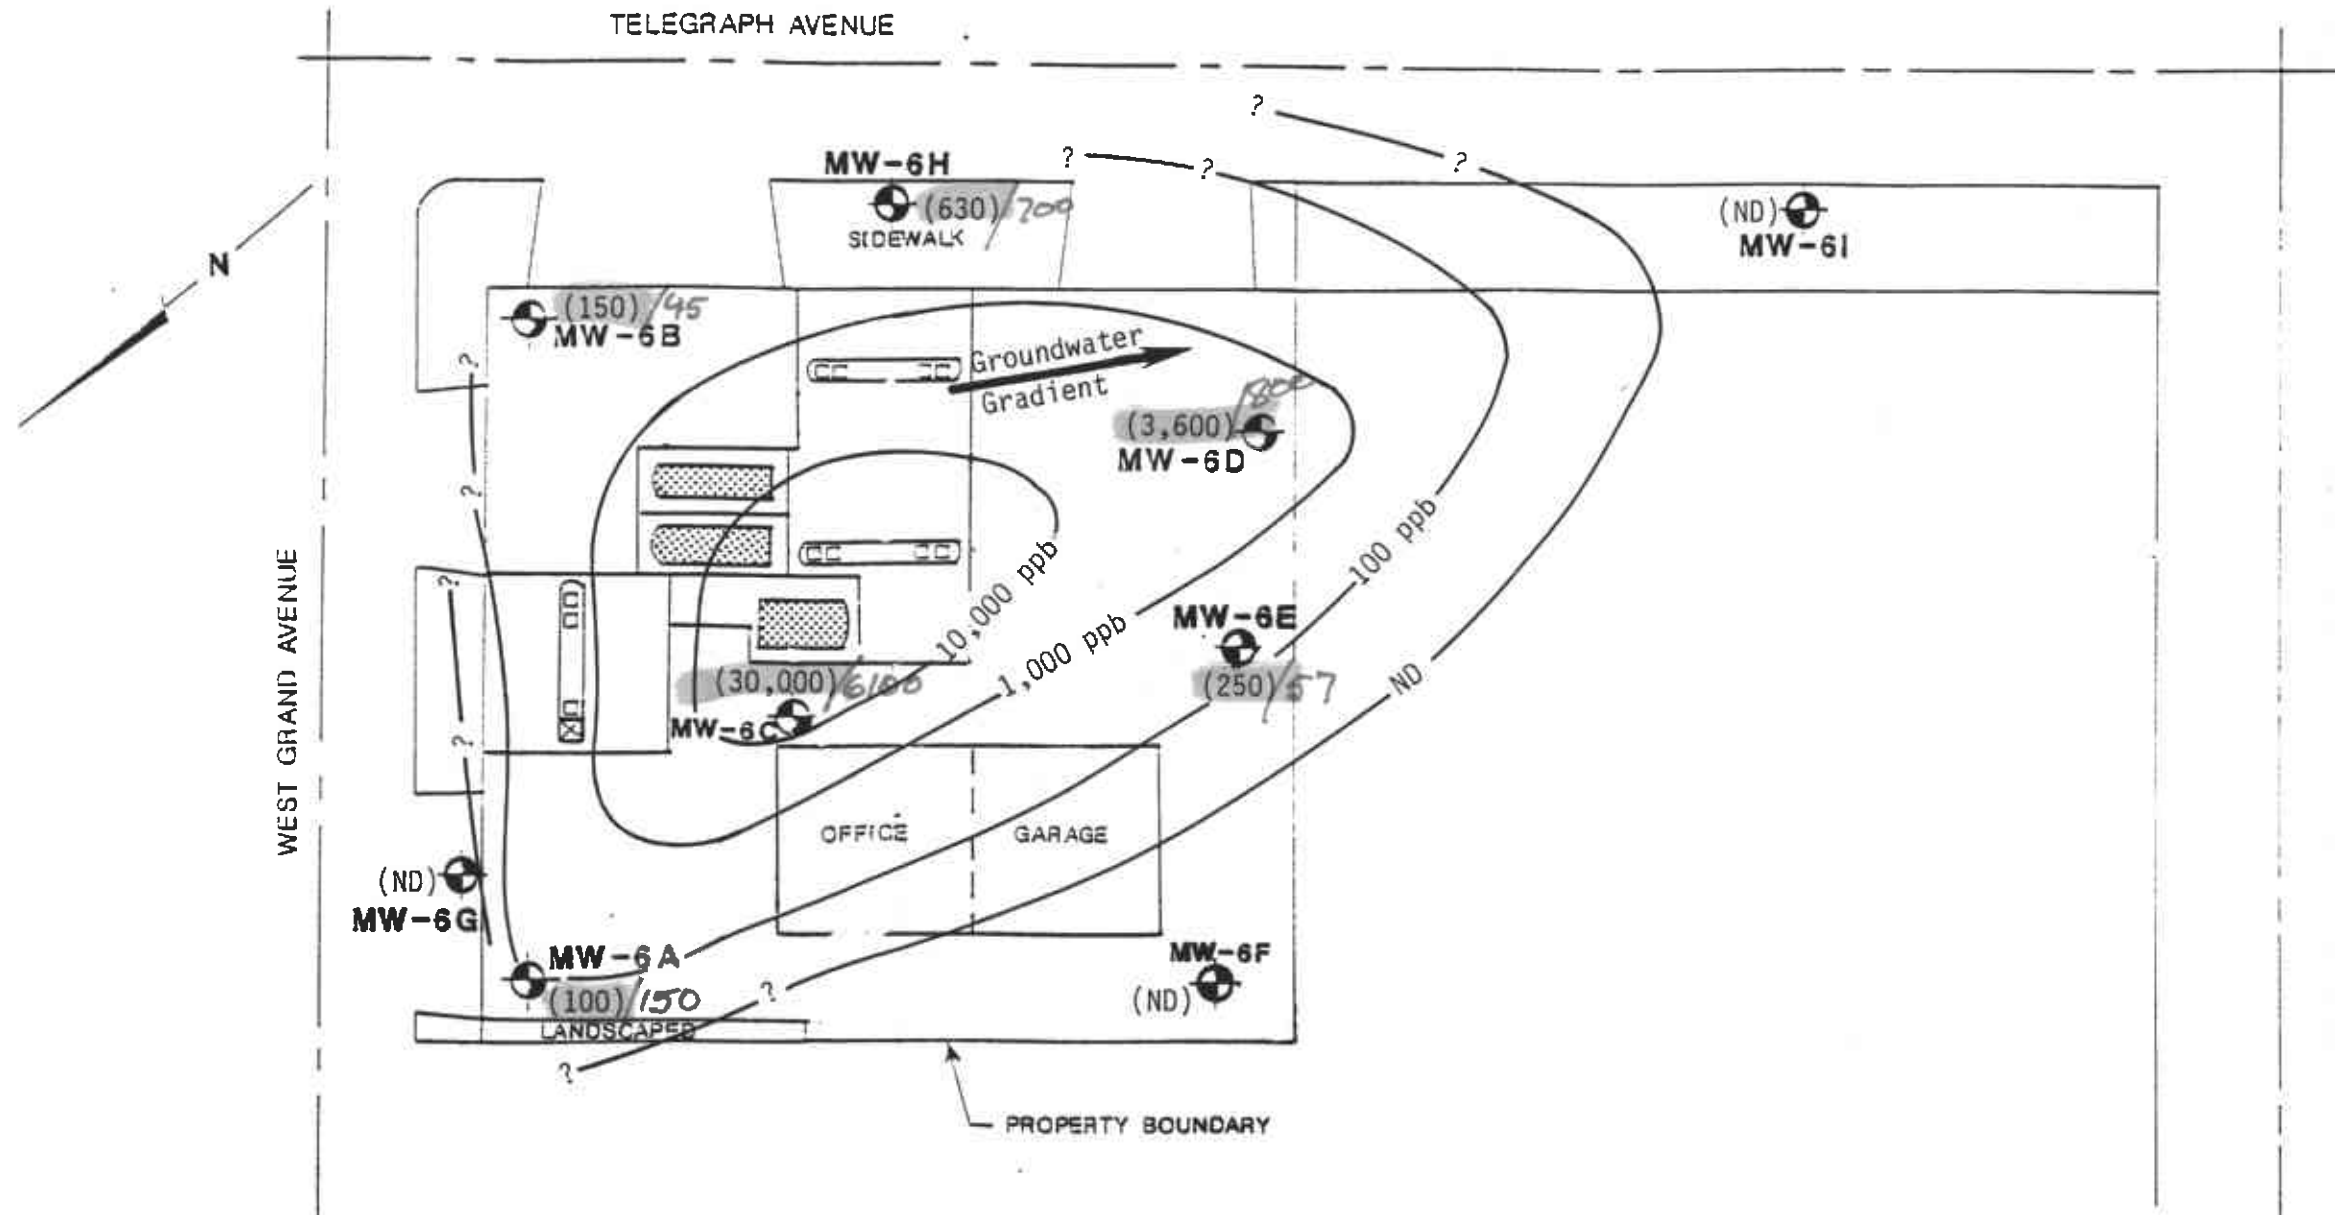 TELEGRAPH AVENUE
?
MW-6H
?
?
?
(630)/700
SIDEWALK
(ND)
MW-6I
N
(150)/45
MW-6B
Groundwater
Gradient
?
(3,600)/800
MW-6D
?
100 ppb
10,000 ppb
WEST GRAND AVENUE
?
MW-6E
1,000 ppb
(30,000)/6100
(250)/57
ND
MW-6C
?
OFFICE
GARAGE
(ND)
MW-6G
MW-6A
MW-6F
(100)/150
?
(ND)
LANDSCAPED
?
PROPERTY BOUNDARY